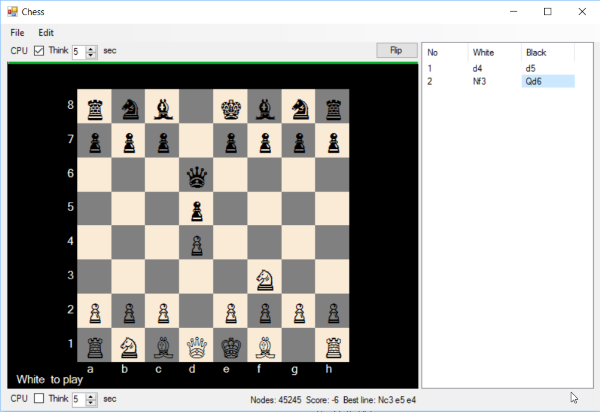 Chess
File Edit
CPU Think 5 sec Flip
No White Black
1 d4 d5
2 Nf3 Qd6
8
7
6
5
4
3
2
1
a b c d e f g h
White to play
CPU Think 5 sec Nodes: 45245 Score: -6 Best line: Nc3 e5 e4